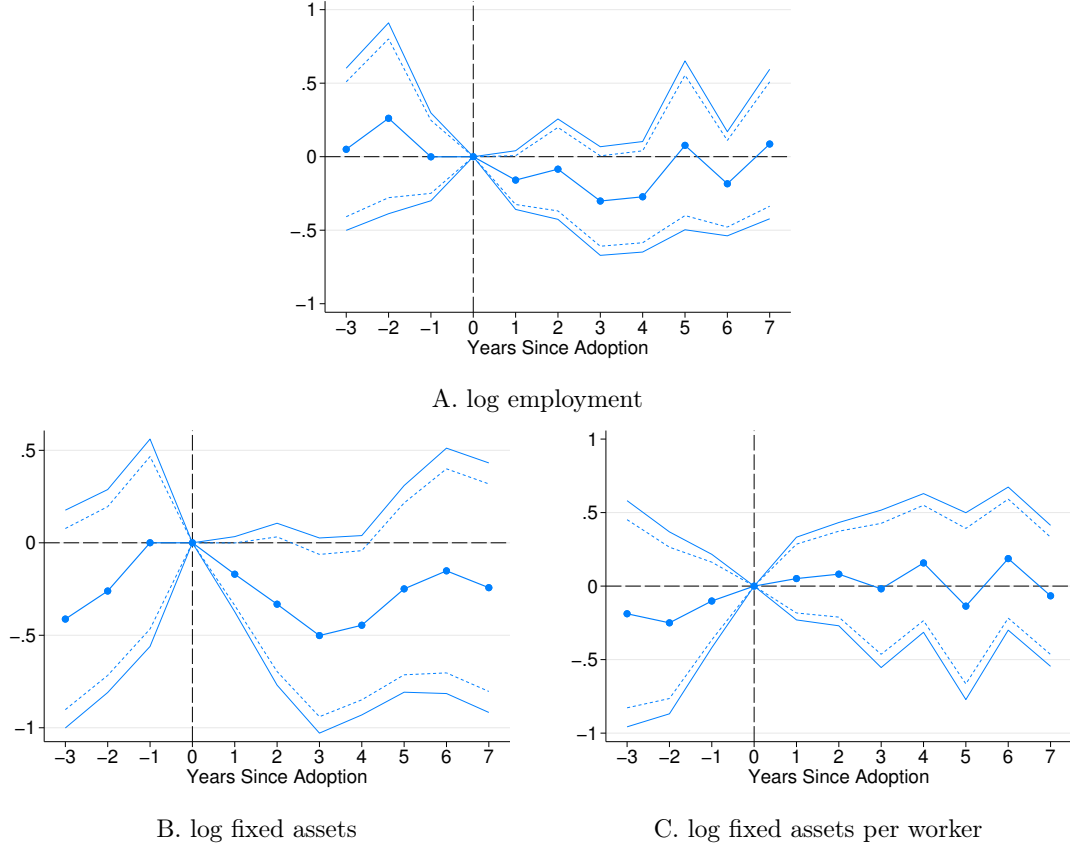 1
.5
0
−.5
−1
−3 −2 −1 0 1 2 3 4 5 6 7
Years Since Adoption
A. log employment
.5
0
−.5
−1
−3 −2 −1 0 1 2 3 4 5 6 7
Years Since Adoption
B. log fixed assets
1
.5
0
−.5
−1
−3 −2 −1 0 1 2 3 4 5 6 7
Years Since Adoption
C. log fixed assets per worker